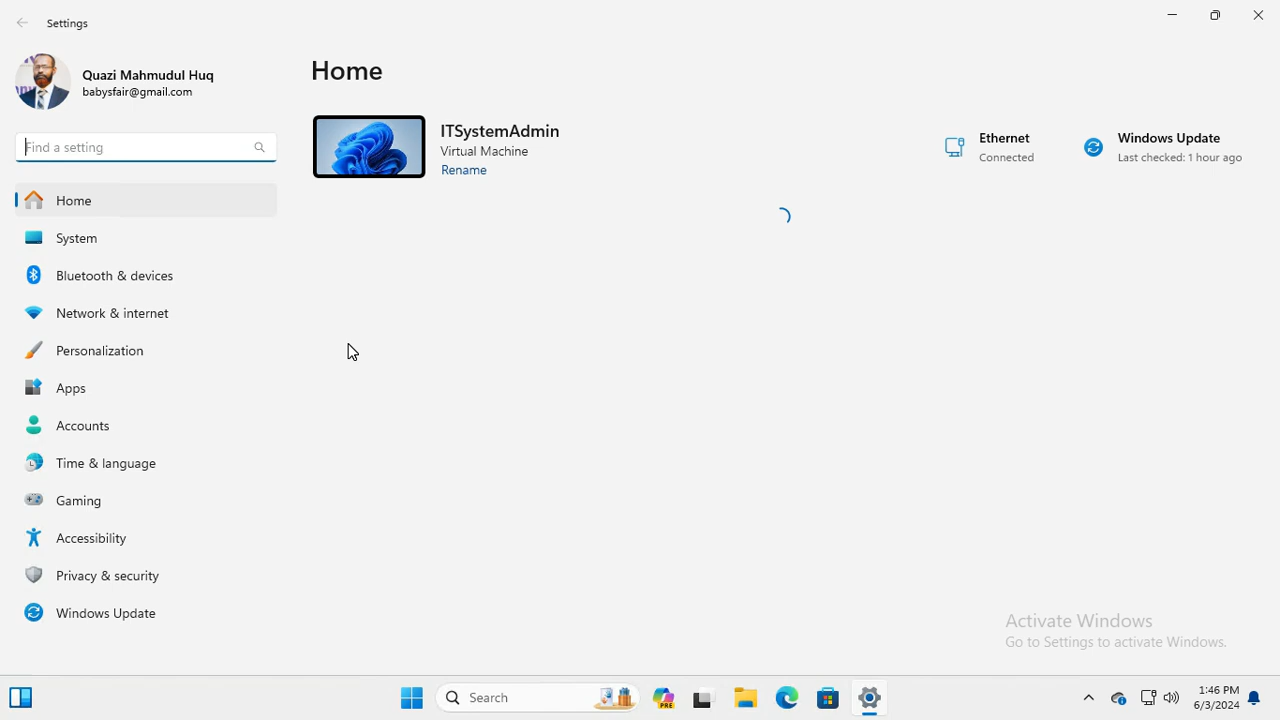 Settings
Quazi Mahmudul Huq
babysfair@gmail.com
Find a setting
Home
System
Bluetooth & devices
Network & internet
Personalization
Apps
Accounts
Time & language
Gaming
Accessibility
Privacy & security
Windows Update
Home
ITSystemAdmin
Virtual Machine
Rename
Ethernet
Connected
Windows Update
Last checked: 1 hour ago
Activate Windows
Go to Settings to activate Windows.
Search
PRE
1:46 PM
6/3/2024